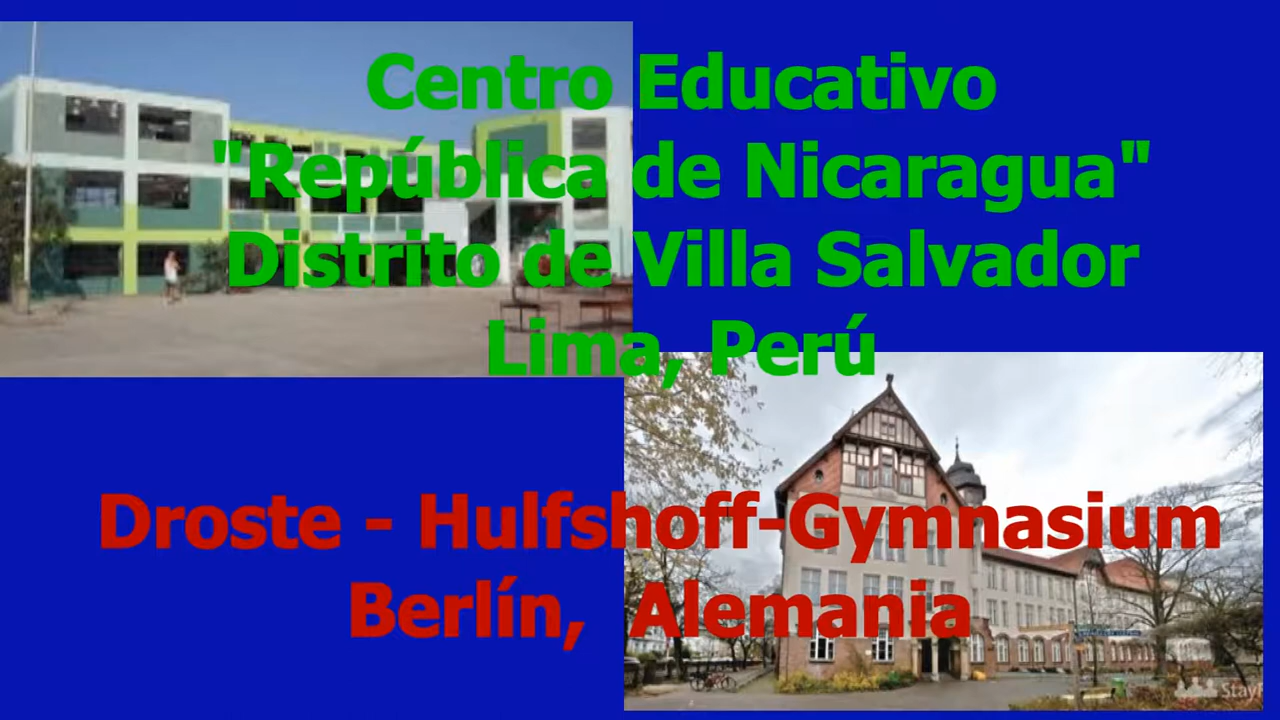 Centro Educativo
"República de Nicaragua"
Distrito de Villa Salvador
Lima, Perú
Droste - Hulfshoff-Gymnasium
Berlín, Alemania